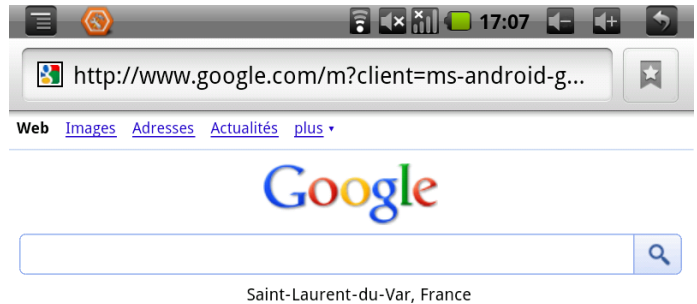 17:07
http://www.google.com/m?client=ms-android-g...
Web Images Adresses Actualités plus
Google
Saint-Laurent-du-Var, France